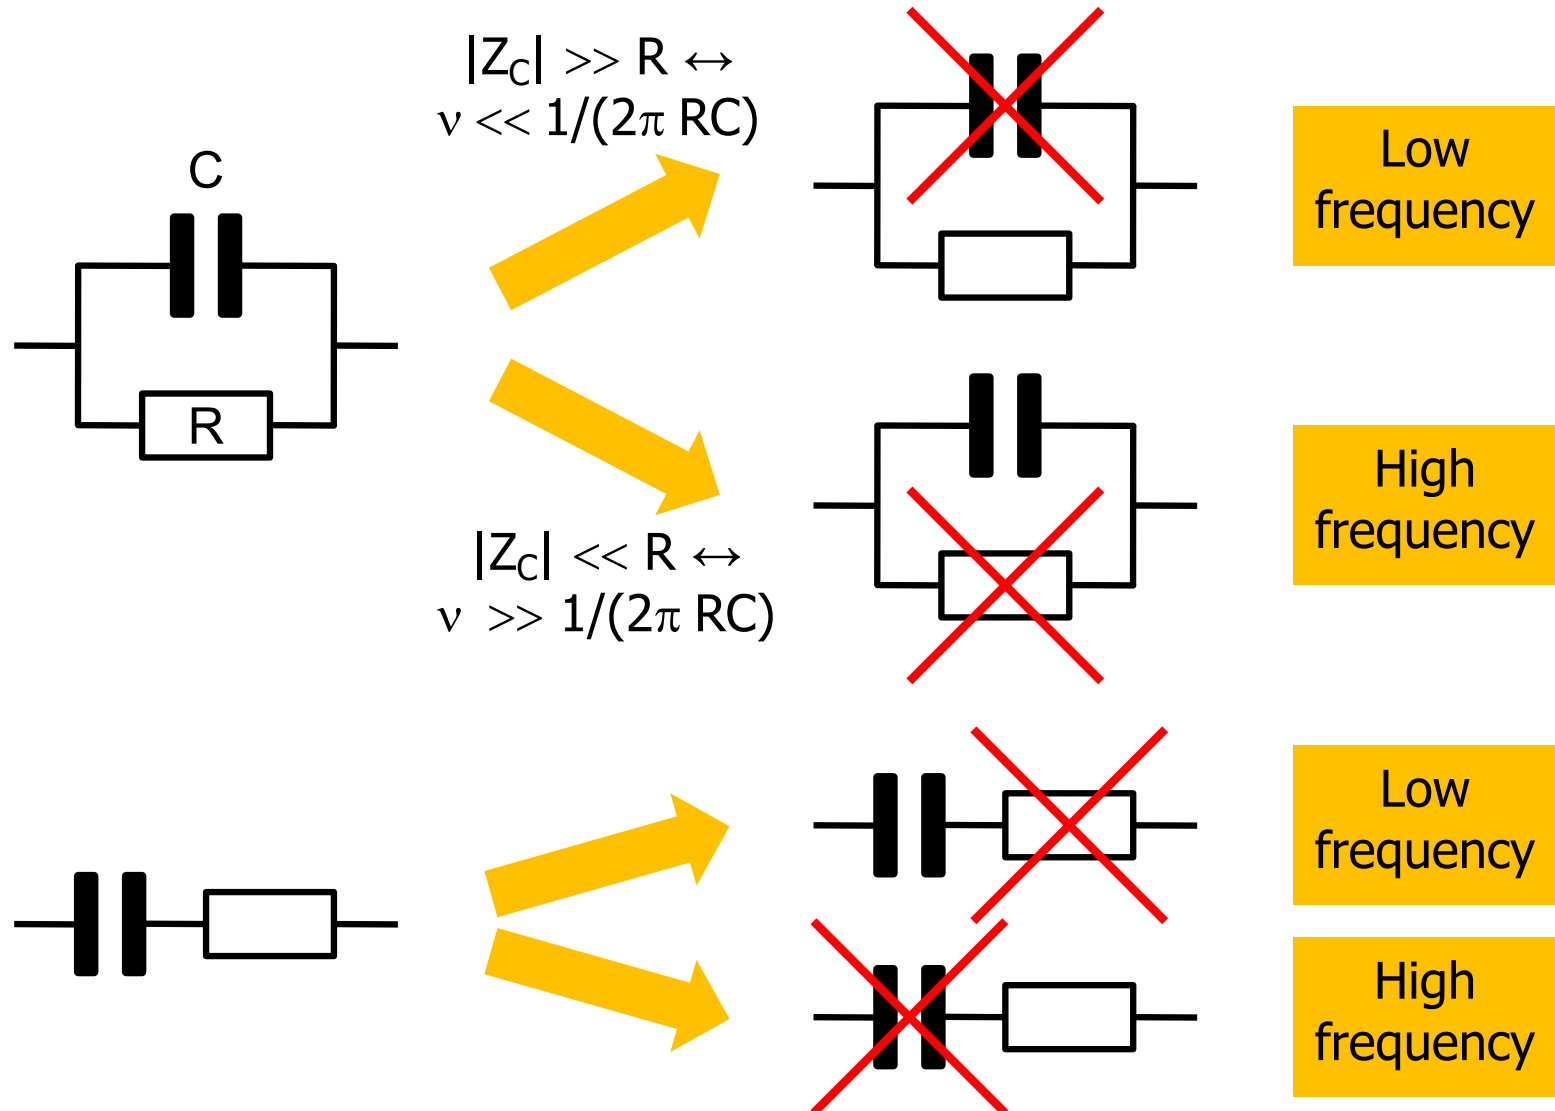 |Z_C| >> R ↔
ν << 1/(2π RC)
Low
frequency
C
R
|Z_C| << R ↔
ν >> 1/(2π RC)
High
frequency
Low
frequency
High
frequency